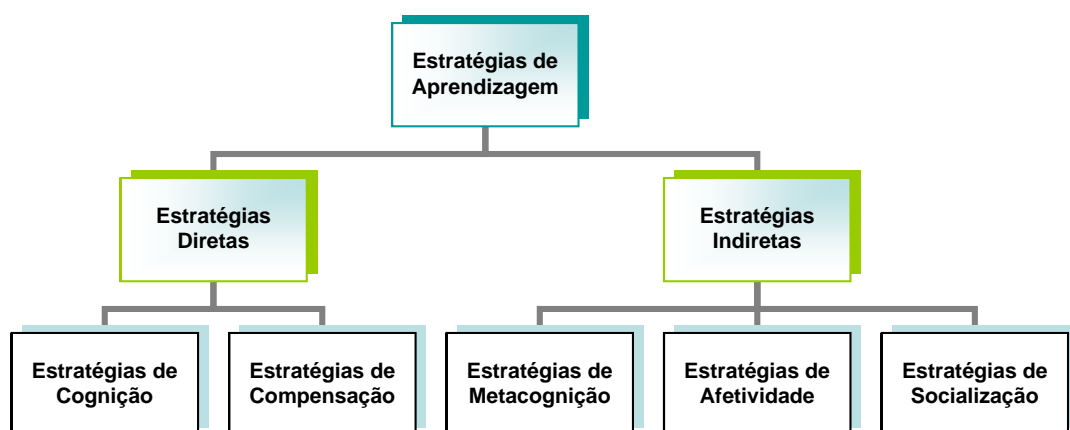 Estratégias de
Aprendizagem
Estratégias
Diretas
Estratégias
Indiretas
Estratégias de
Cognição
Estratégias de
Compensação
Estratégias de
Metacognição
Estratégias de
Afetividade
Estratégias de
Socialização